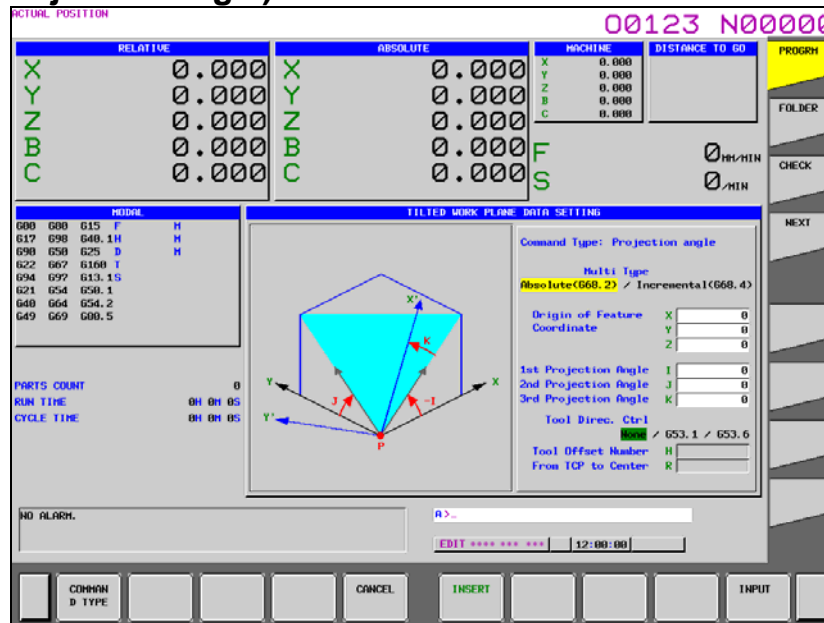 ACTUAL POSITION
O0123 N00000
RELATIVE
X 0.000
Y 0.000
Z 0.000
B 0.000
C 0.000
ABSOLUTE
X 0.000
Y 0.000
Z 0.000
B 0.000
C 0.000
MACHINE
X 0.000
Y 0.000
Z 0.000
B 0.000
C 0.000
DISTANCE TO GO
F 0 MM/MIN
S 0 /MIN
PROGRM
FOLDER
CHECK
NEXT
MODAL
G00 G80 G15 F M
G17 G98 G40.1 H M
G90 G50 G25 D M
G22 G67 G160 T
G94 G97 G13.1 S
G21 G54 G50.1
G40 G64 G54.2
G49 G69 G80.5
PARTS COUNT 0
RUN TIME 0H 0M 0S
CYCLE TIME 0H 0M 0S
TILTED WORK PLANE DATA SETTING
X'
K
Y
J
-I
X
Y'
P
Command Type: Projection angle
Multi Type
Absolute(G68.2) / Incremental(G68.4)
Origin of Feature X 0
Coordinate Y 0
Z 0
1st Projection Angle I 0
2nd Projection Angle J 0
3rd Projection Angle K 0
Tool Direc. Ctrl
None / G53.1 / G53.6
Tool Offset Number H
From TCP to Center R
NO ALARM.
A>_
EDIT **** *** *** 12:00:00
COMMAN
D TYPE
CANCEL
INSERT
INPUT